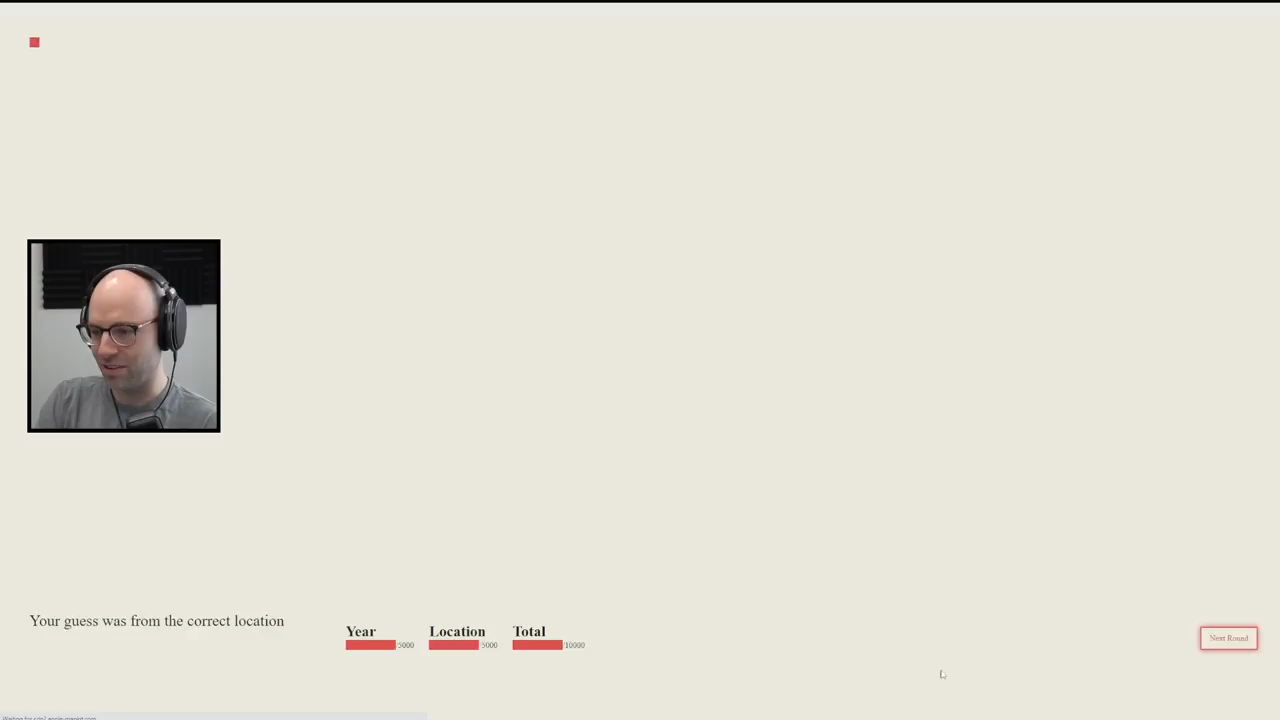 Your guess was from the correct location
Year
/5000
Location
/5000
Total
/10000
Next Round